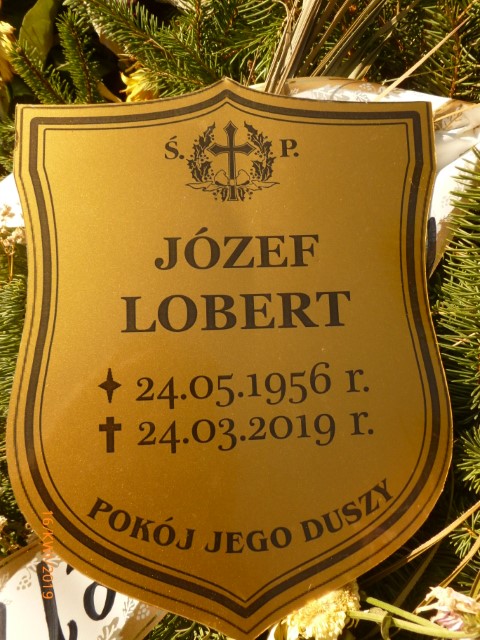 Ś. P.
JÓZEF
LOBERT
24.05.1956 r.
24.03.2019 r.
POKÓJ JEGO DUSZY